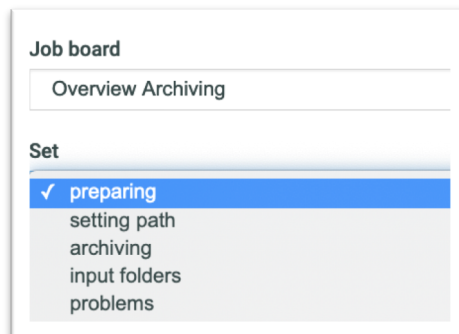 Job board
Overview Archiving
Set
✓ preparing
setting path
archiving
input folders
problems